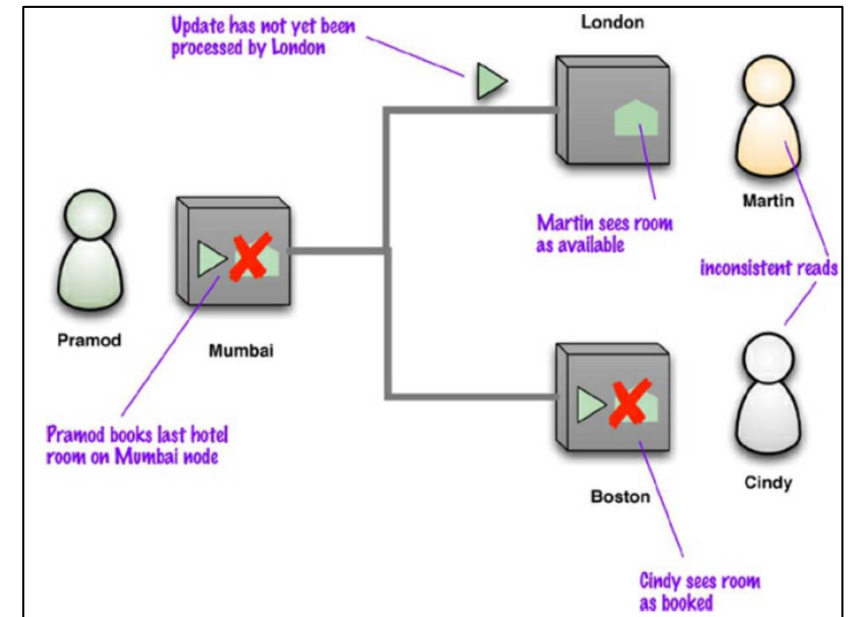 Update has not yet been
processed by London
London
Martin
Martin sees room
as available
inconsistent reads
Pramod
Mumbai
Pramod books last hotel
room on Mumbai node
Boston
Cindy
Cindy sees room
as booked